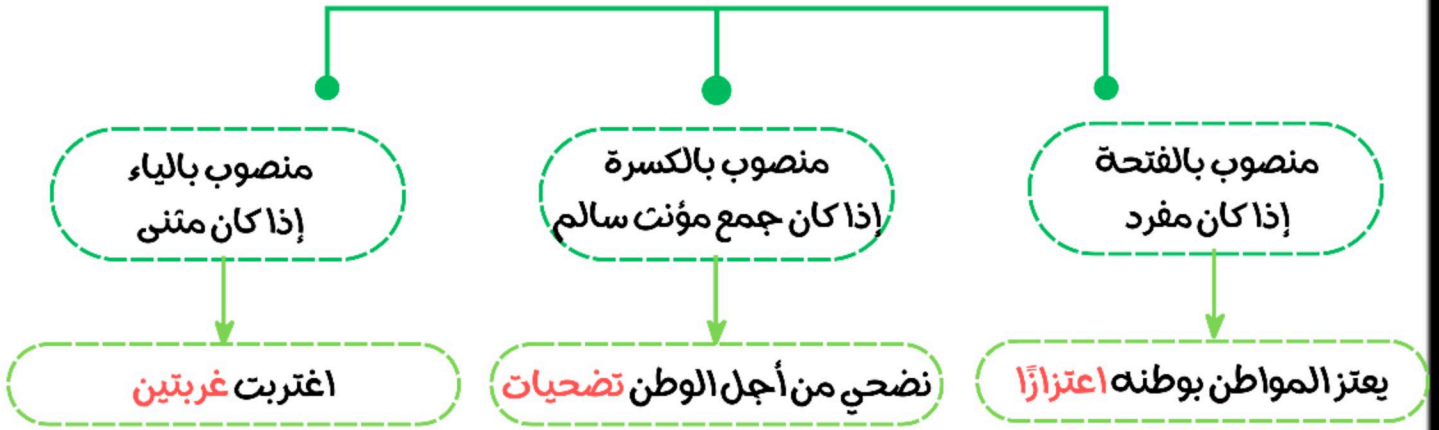 منصوب بالفتحة
إذا كان مفرد
منصوب بالكسرة
إذا كان جمع مؤنث سالم
منصوب بالياء
إذا كان مثنى
يعتز المواطن بوطنه اعتزازًا
نضحي من أجل الوطن تضحيات
اغتربت غربتين